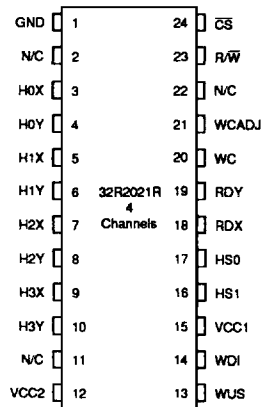 GND 1 24 C̅S̅
N/C 2 23 R/W̅
H0X 3 22 N/C
H0Y 4 21 WCADJ
H1X 5 20 WC
H1Y 6 32R2021R 19 RDY
4
H2X 7 Channels 18 RDX
H2Y 8 17 HS0
H3X 9 16 HS1
H3Y 10 15 VCC1
N/C 11 14 WDI
VCC2 12 13 WUS